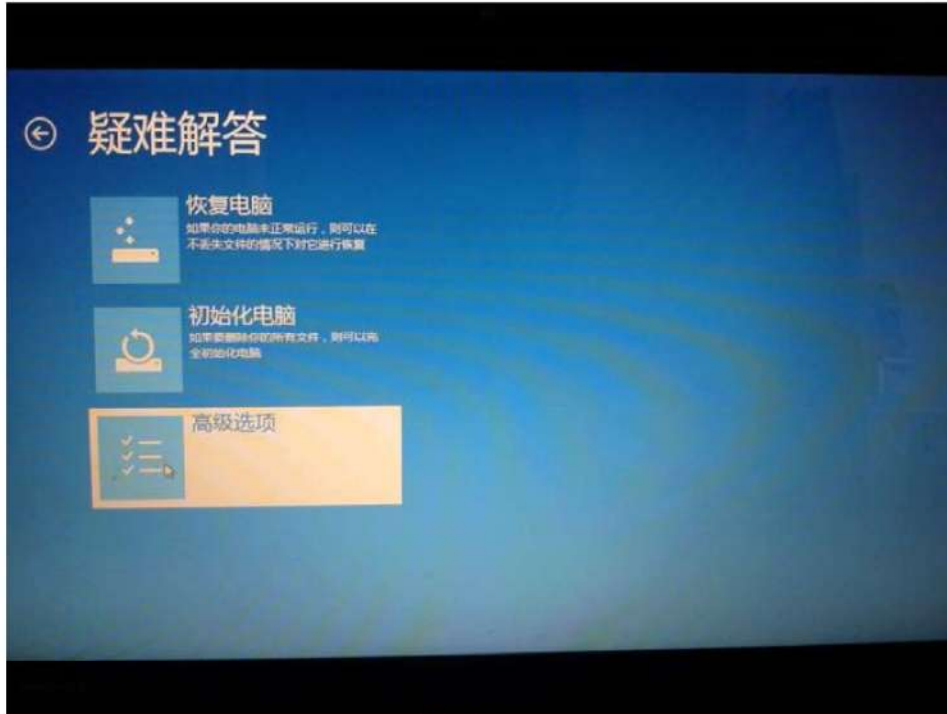 疑难解答
恢复电脑
如果你的电脑未正常运行，则可以在
不丢失文件的情况下对它进行恢复
初始化电脑
如果要删除你的所有文件，则可以完
全初始化电脑
高级选项